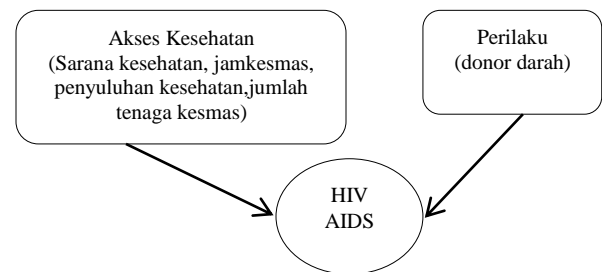 Akses Kesehatan
(Sarana kesehatan, jamkesmas,
penyuluhan kesehatan,jumlah
tenaga kesmas)
Perilaku
(donor darah)
HIV
AIDS